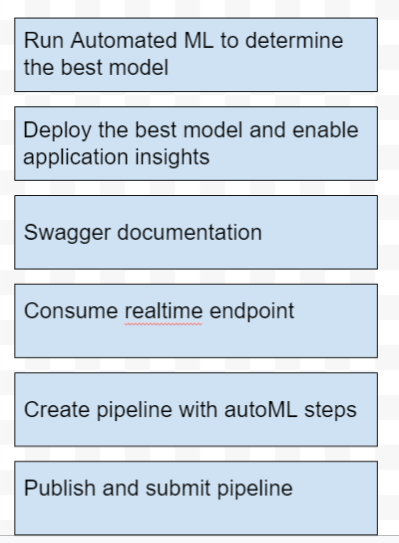 Run Automated ML to determine
the best model
Deploy the best model and enable
application insights
Swagger documentation
Consume realtime endpoint
Create pipeline with autoML steps
Publish and submit pipeline